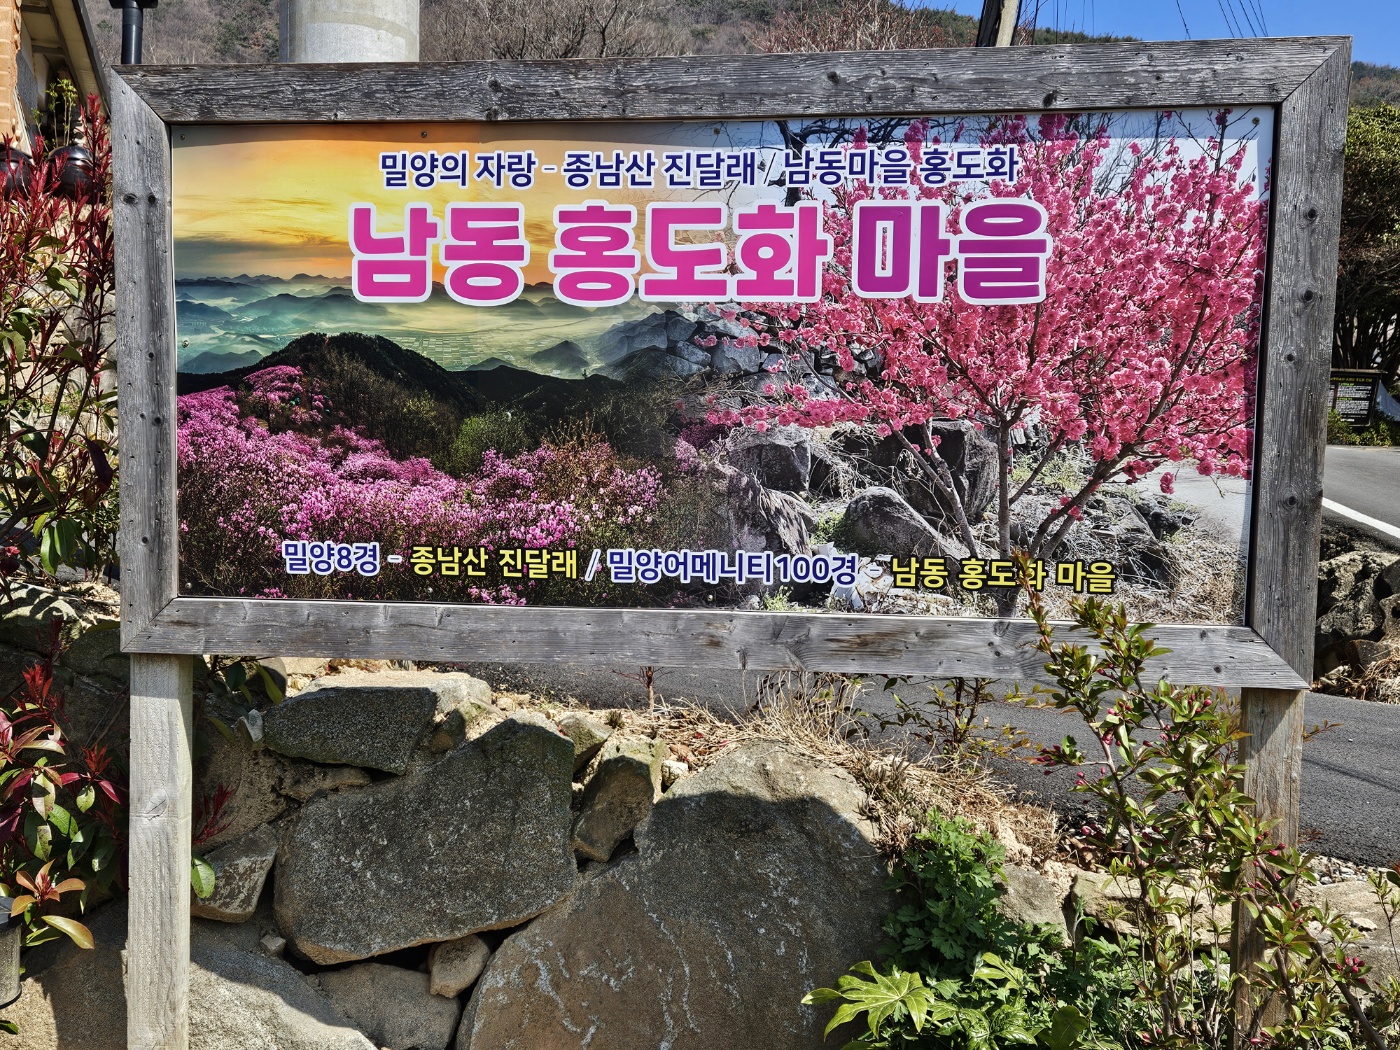 밀양의 자랑 - 종남산 진달래 / 남동마을 홍도화
남동 홍도화 마을
밀양8경 - 종남산 진달래 / 밀양어메니티100경 - 남동 홍도화 마을